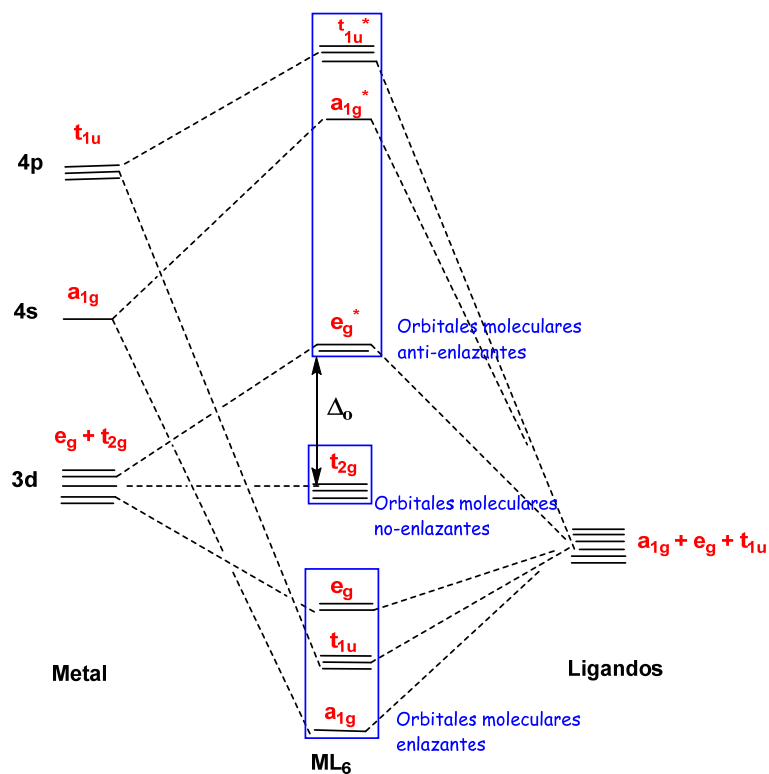 t₁ᵤ*
a₁g*
t₁ᵤ
4p
a₁g
4s
eg*
Orbitales moleculares
anti-enlazantes
Δₒ
eg + t₂g
3d
t₂g
Orbitales moleculares
no-enlazantes
a₁g + eg + t₁ᵤ
eg
t₁ᵤ
Metal
Ligandos
a₁g
Orbitales moleculares
enlazantes
ML₆